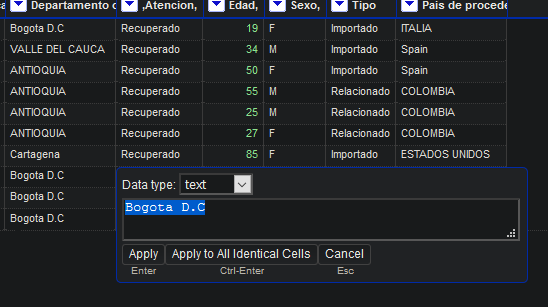 Departamento o ,Atencion, Edad, Sexo, Tipo Pais de procede
Bogota D.C Recuperado 19 F Importado ITALIA
VALLE DEL CAUCA Recuperado 34 M Importado Spain
ANTIOQUIA Recuperado 50 F Importado Spain
ANTIOQUIA Recuperado 55 M Relacionado COLOMBIA
ANTIOQUIA Recuperado 25 M Relacionado COLOMBIA
ANTIOQUIA Recuperado 27 F Relacionado COLOMBIA
Cartagena Recuperado 85 F Importado ESTADOS UNIDOS
Bogota D.C
Bogota D.C
Bogota D.C
Data type: text
Bogota D.C
Apply Apply to All Identical Cells Cancel
Enter Ctrl-Enter Esc